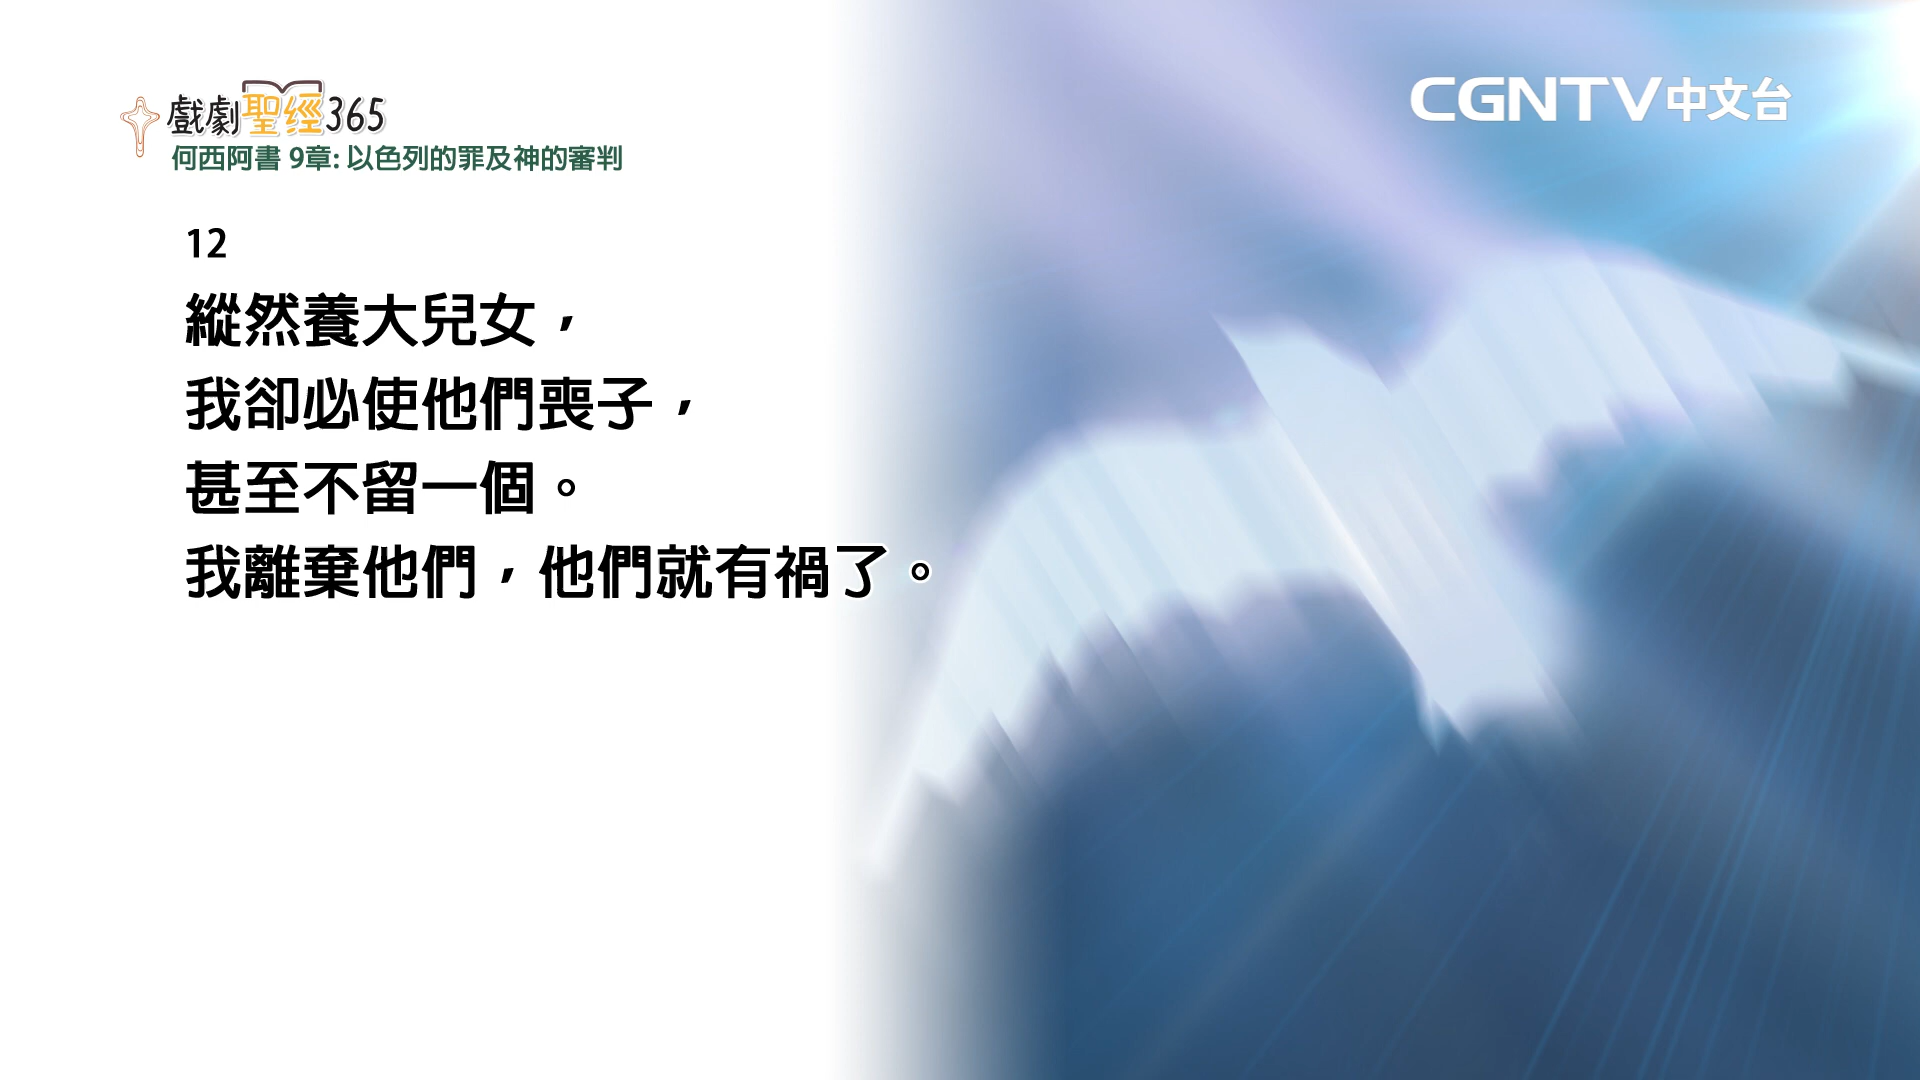 戲劇聖經365
CGNTV中文台
何西阿書 9章: 以色列的罪及神的審判
12
縱然養大兒女，
我卻必使他們喪子，
甚至不留一個。
我離棄他們，他們就有禍了。